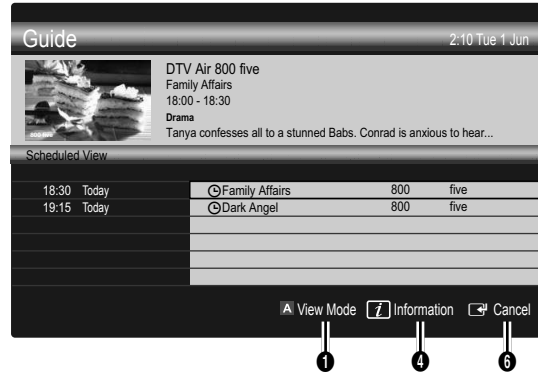 Guide 2:10 Tue 1 Jun
DTV Air 800 five
Family Affairs
18:00 - 18:30
Drama
Tanya confesses all to a stunned Babs. Conrad is anxious to hear...
Scheduled View
18:30 Today Family Affairs 800 five
19:15 Today Dark Angel 800 five
A View Mode i Information Cancel
1 4 6